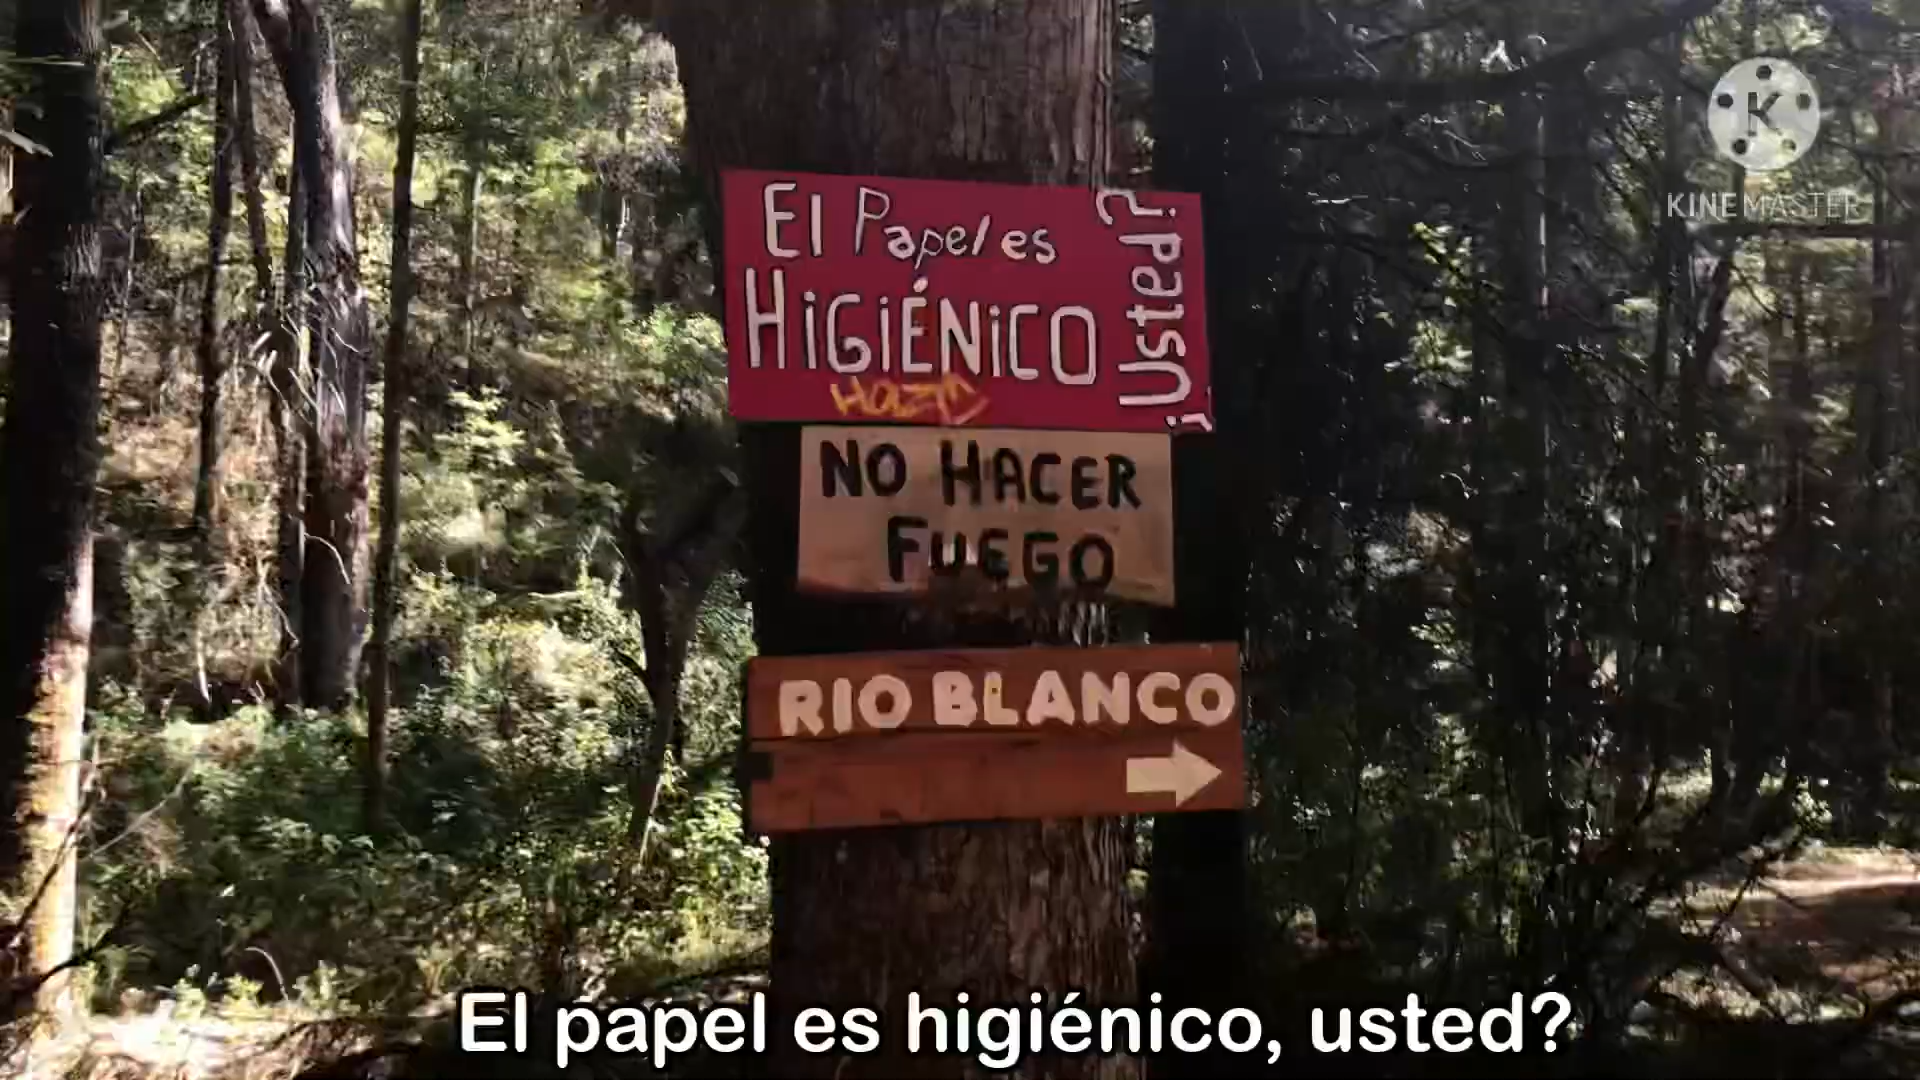 El Papel es
HiGiÉNiCO
¿Usted?
NO HACER
FUEGO
RIO BLANCO
KINEMASTER
El papel es higiénico, usted?